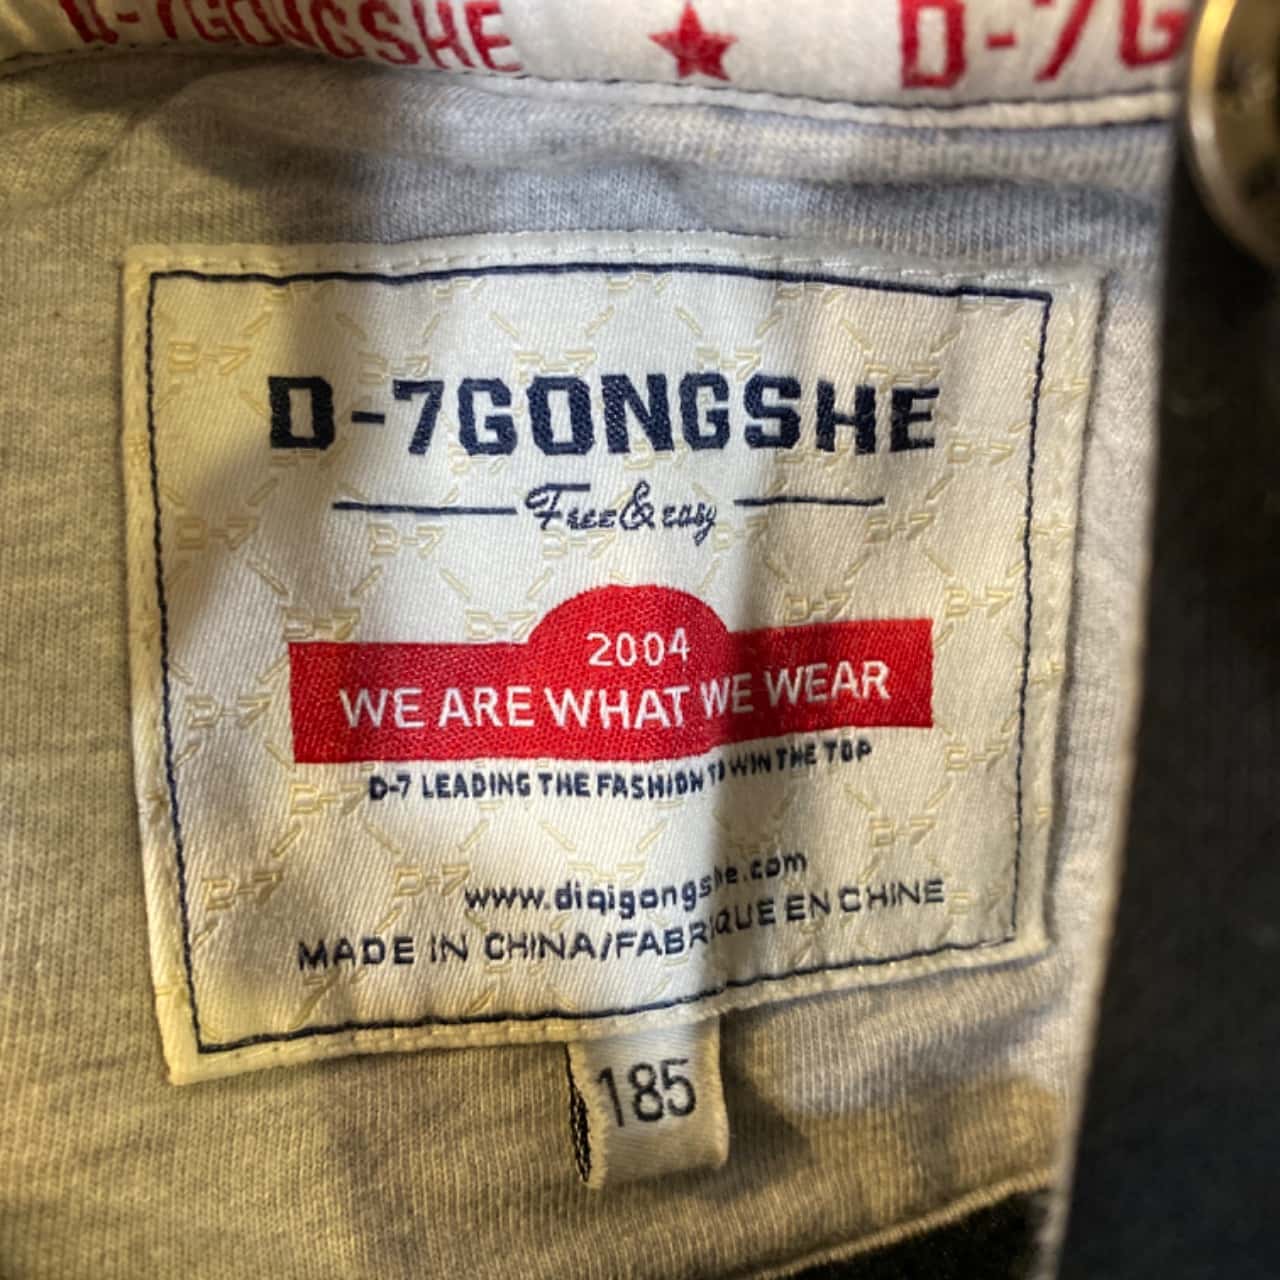 D-7GONGSHE ★ D-7G
D-7GONGSHE
Free & easy
2004
WE ARE WHAT WE WEAR
D-7 LEADING THE FASHION TO WIN THE TOP
www.diqigongshe.com
MADE IN CHINA/FABRIQUE EN CHINE
185